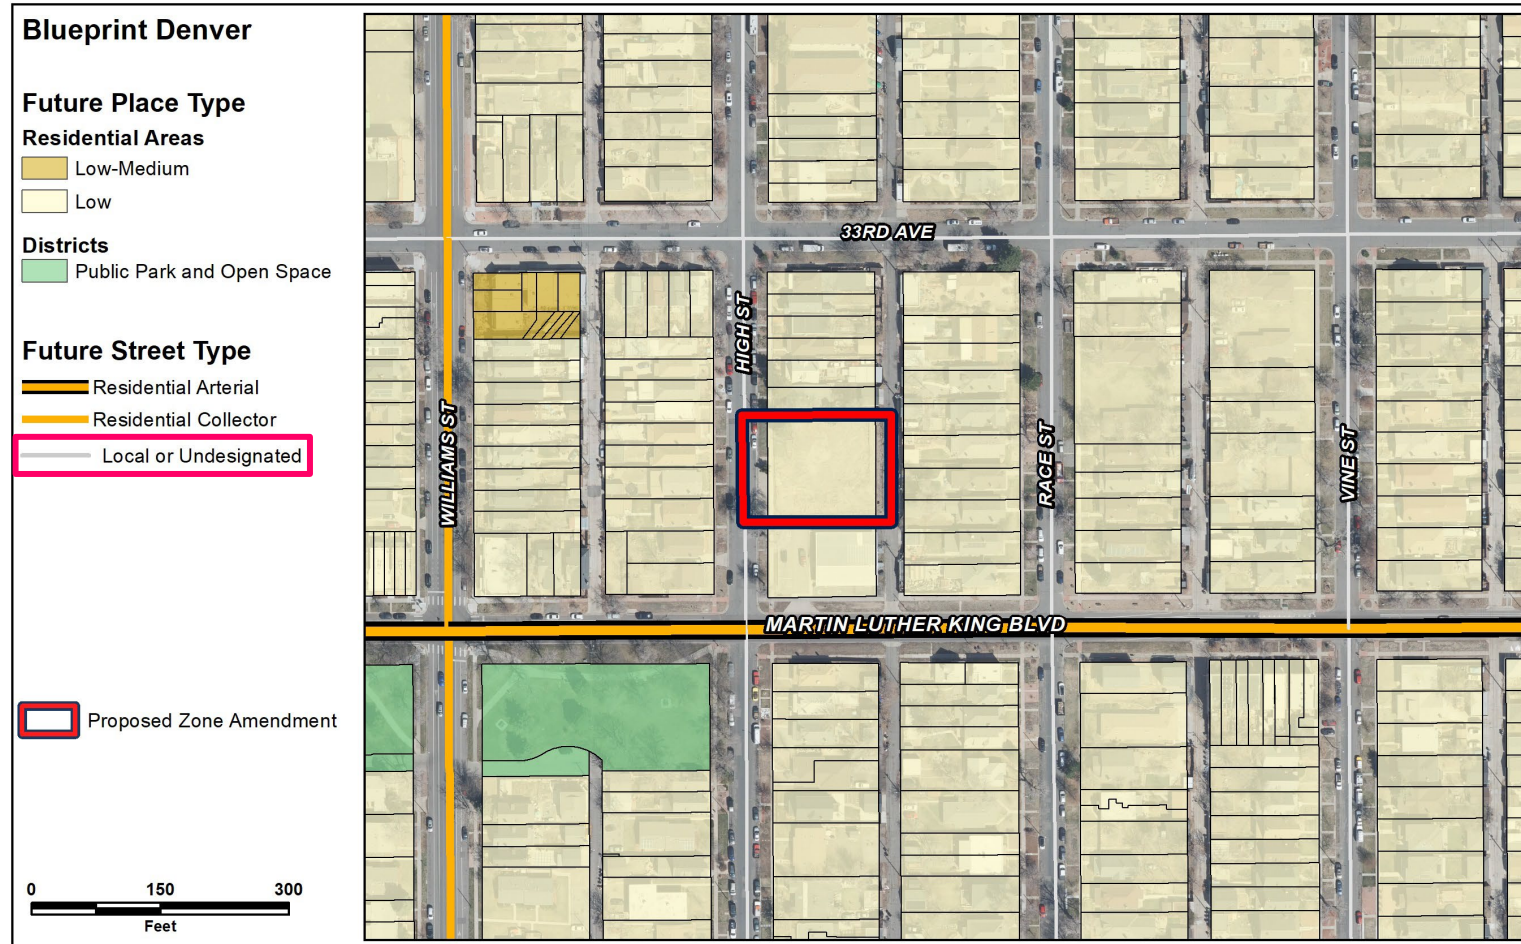 Blueprint Denver
Future Place Type
Residential Areas
Low-Medium
Low
Districts
Public Park and Open Space
Future Street Type
Residential Arterial
Residential Collector
Local or Undesignated
Proposed Zone Amendment
0 150 300
Feet
33RD AVE
HIGH ST
WILLIAMS ST
RACE ST
VINE ST
MARTIN LUTHER KING BLVD